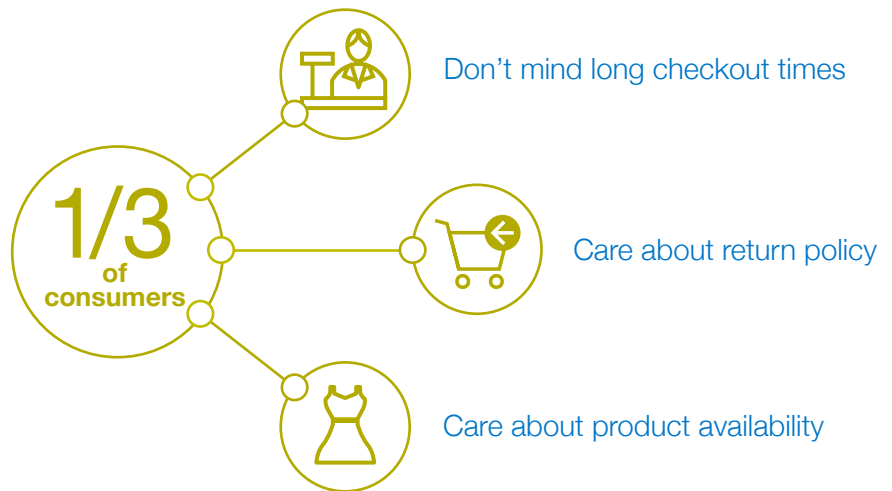 Don't mind long checkout times
1/3
of
consumers
Care about return policy
Care about product availability